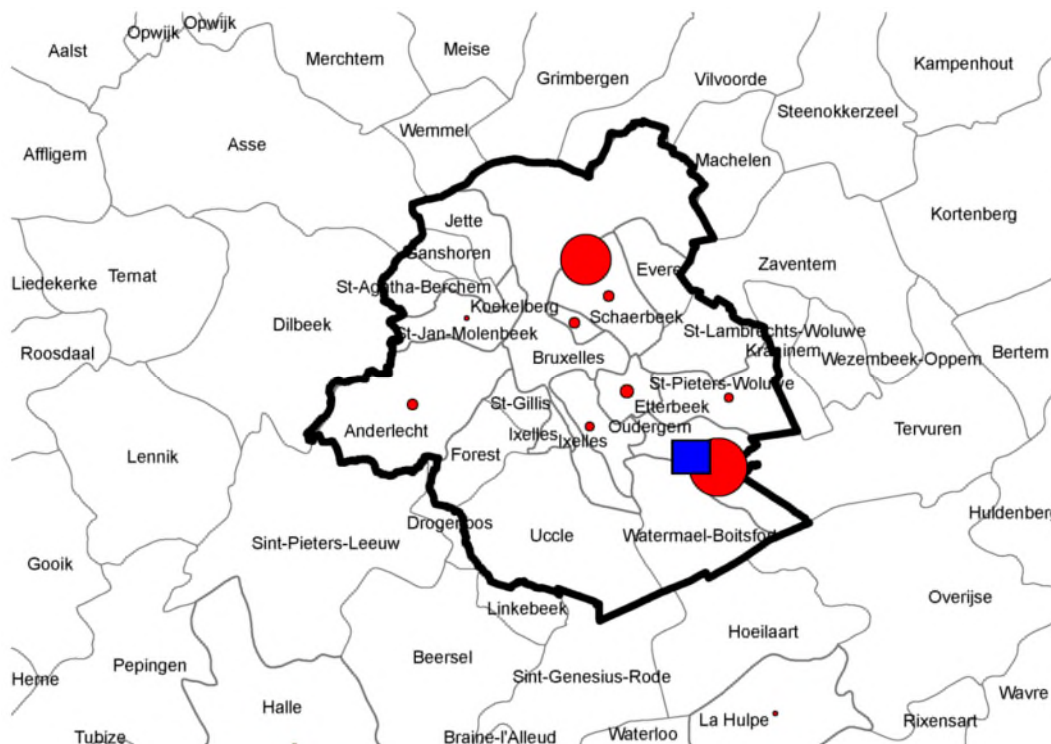 Opwijk
Opwijk
Aalst
Merchtem
Meise
Grimbergen
Vilvoorde
Kampenhout
Steenokkerzeel
Wemmel
Asse
Affligem
Machelen
Kortenberg
Jette
Ganshoren
Evere
Zaventem
Ternat
Liedekerke
St-Agatha-Berchem
Koekelberg
Schaerbeek
Dilbeek
St-Jan-Molenbeek
St-Lambrechts-Woluwe
Kraainem
Wezembeek-Oppem
Bertem
Roosdaal
Bruxelles
St-Pieters-Woluwe
St-Gillis
Etterbeek
Anderlecht
Ixelles
Ixelles
Oudergem
Tervuren
Lennik
Forest
Huldenberg
Drogenbos
Sint-Pieters-Leeuw
Uccle
Watermael-Boitsfort
Gooik
Overijse
Linkebeek
Hoeilaart
Pepingen
Beersel
Herne
Sint-Genesius-Rode
Wavre
Halle
La Hulpe
Rixensart
Tubize
Braine-l'Alleud
Waterloo